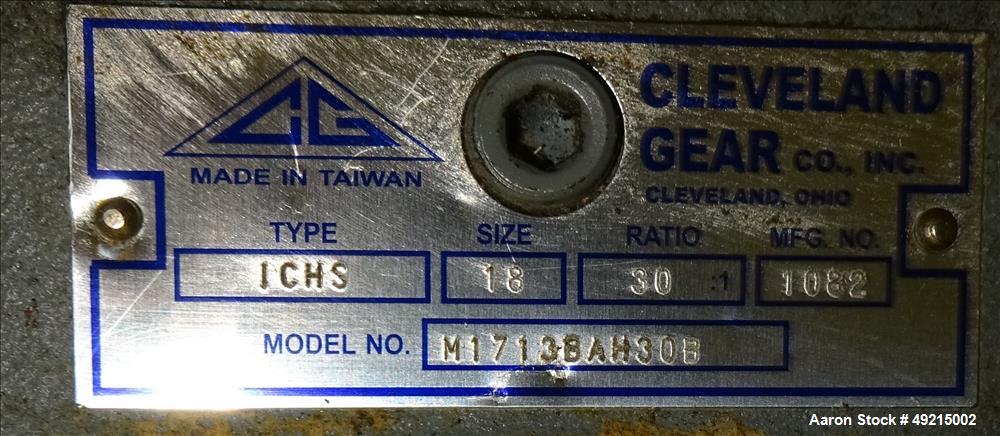 CG
MADE IN TAIWAN
CLEVELAND
GEAR CO., INC.
CLEVELAND, OHIO
TYPE SIZE RATIO MFG. NO.
ICHS 18 30 :1 1082
MODEL NO. M1713BAH30B
Aaron Stock # 49215002